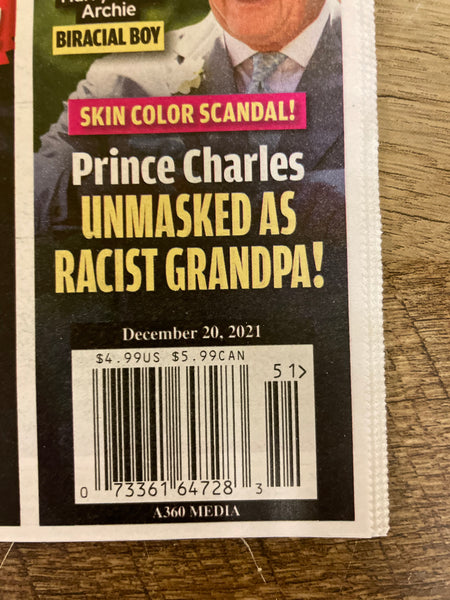 Archie
BIRACIAL BOY
SKIN COLOR SCANDAL!
Prince Charles
UNMASKED AS
RACIST GRANDPA!
December 20, 2021
$4.99US $5.99CAN
51>
0 73361 64728 3
A360 MEDIA